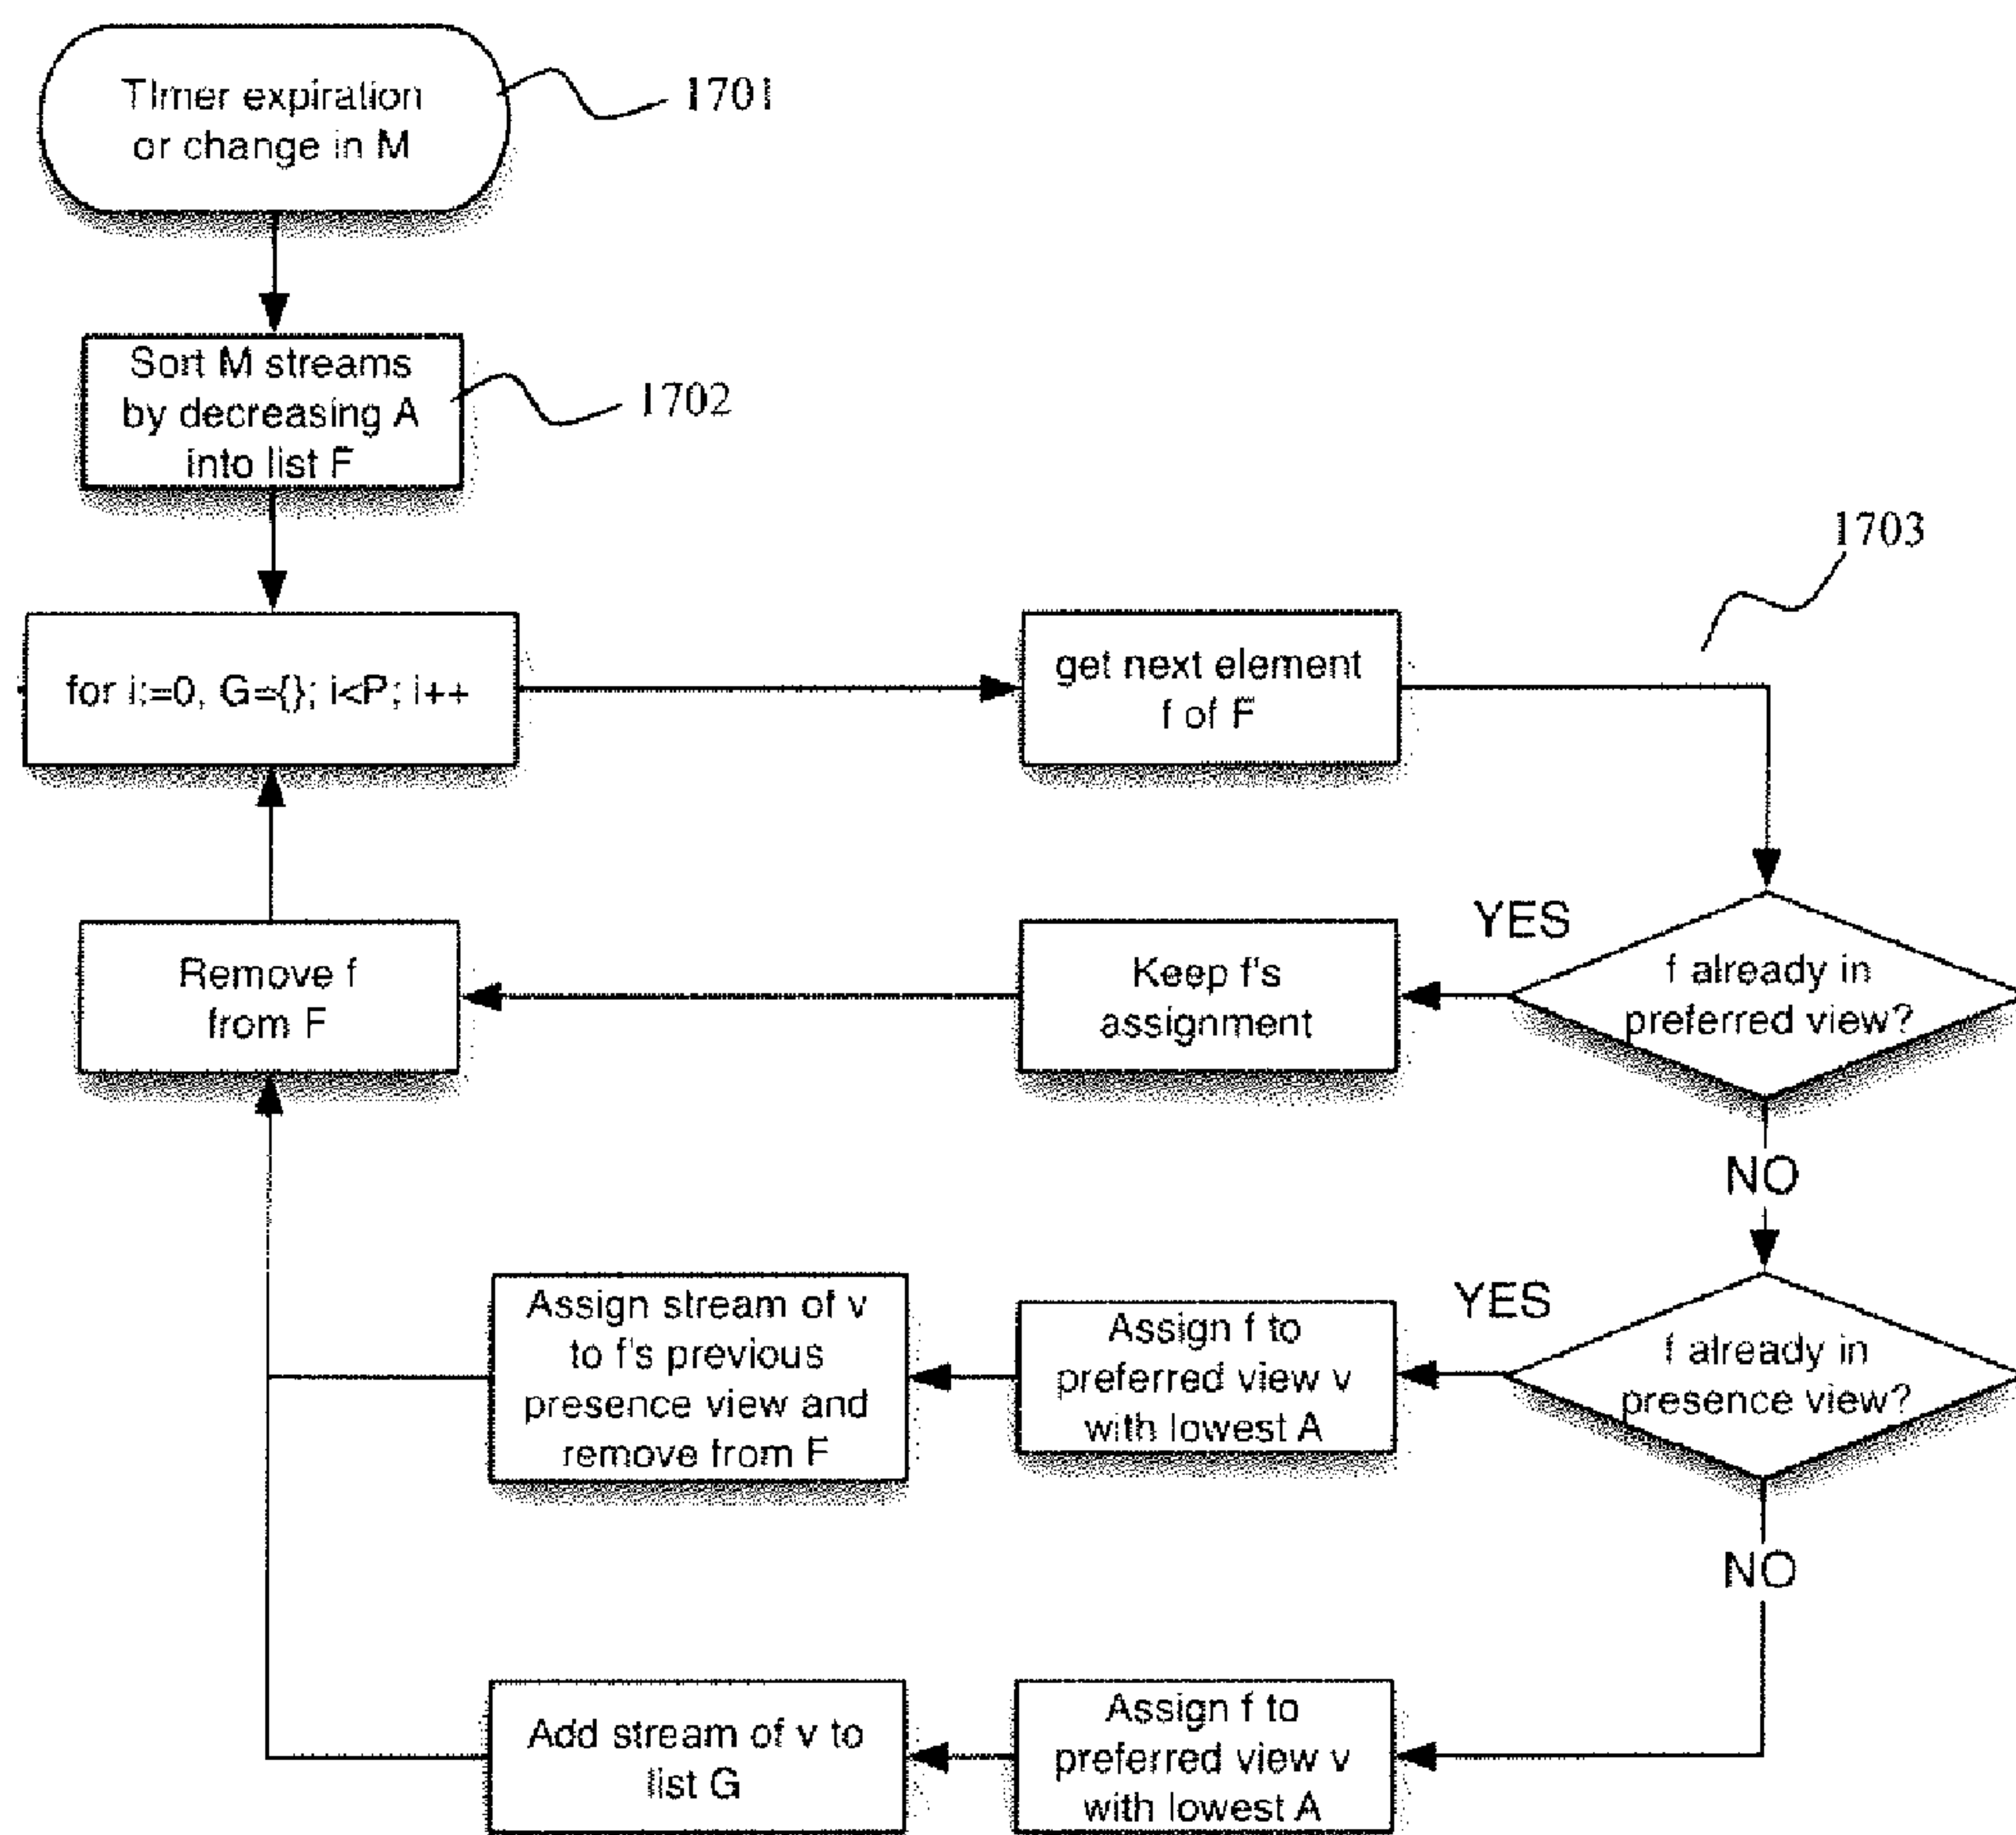 TImer expiration
or change in M
1701
Sort M streams
by decreasing A
into list F
1702
1703
for i:=0, G={}; i<P; i++
get next element
f of F
YES
f already in
preferred view?
Keep f's
assignment
Remove f
from F
NO
YES
f already in
presence view?
Assign f to
preferred view v
with lowest A
Assign stream of v
to f's previous
presence view and
remove from F
NO
Assign f to
preferred view v
with lowest A
Add stream of v to
list G